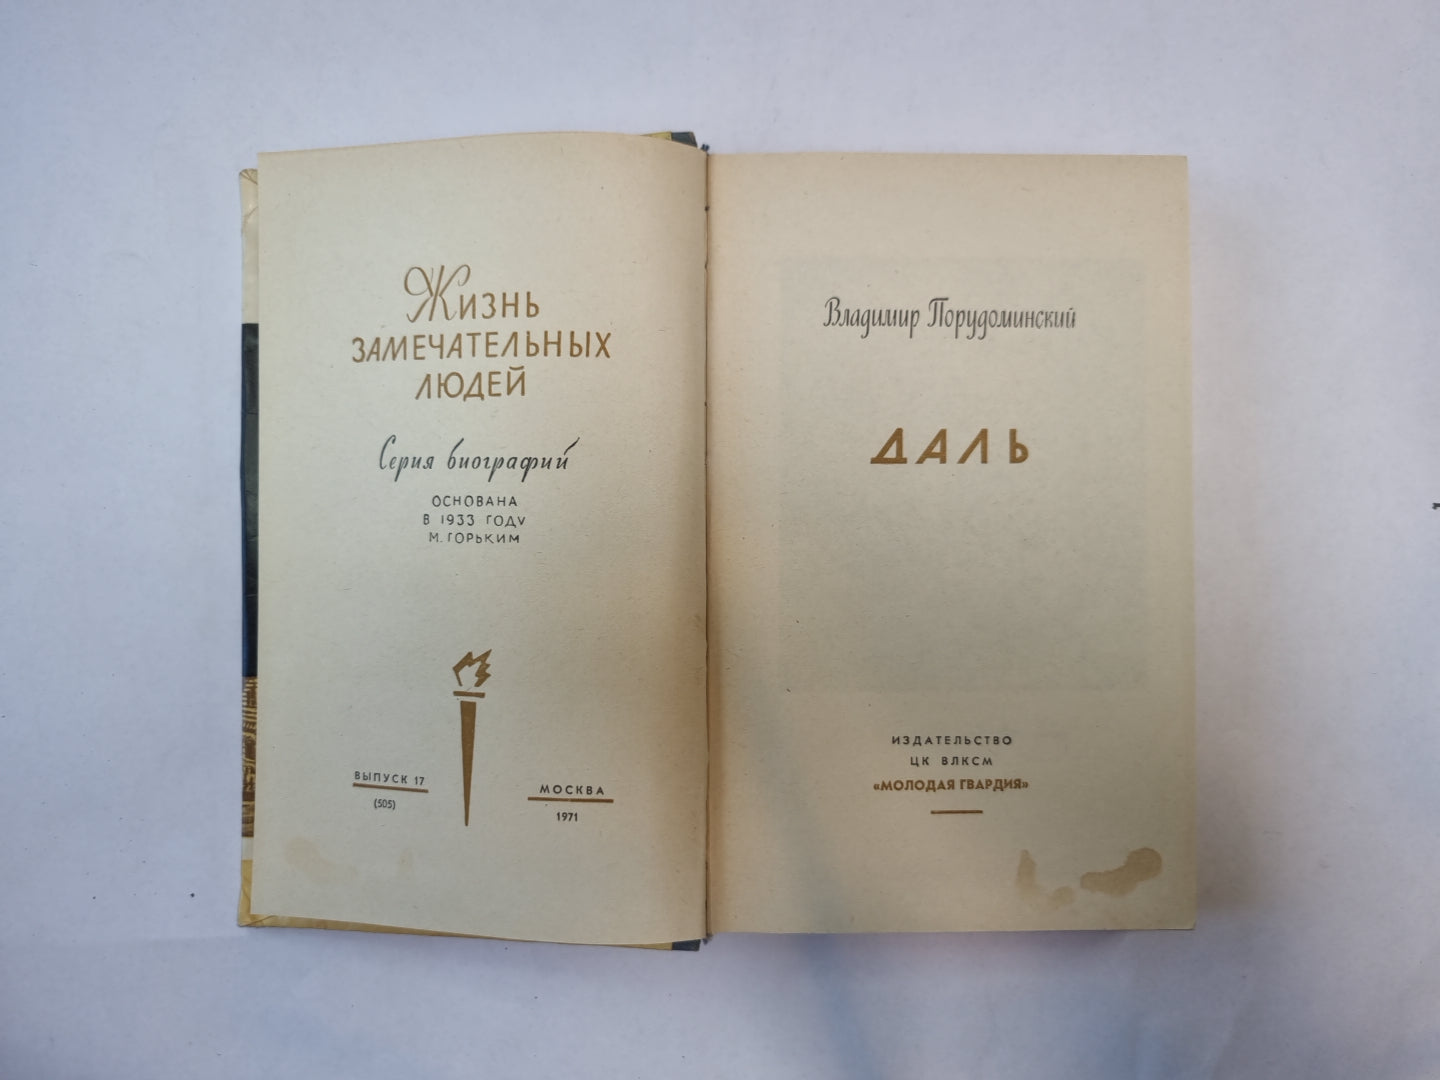 Жизнь
ЗАМЕЧАТЕЛЬНЫХ
ЛЮДЕЙ
Серия биографий
ОСНОВАНА
В 1933 ГОДУ
М. ГОРЬКИМ
ВЫПУСК 17
(505)
МОСКВА
1971
Владимир Порудоминский
ДАЛЬ
ИЗДАТЕЛЬСТВО
ЦК ВЛКСМ
«МОЛОДАЯ ГВАРДИЯ»